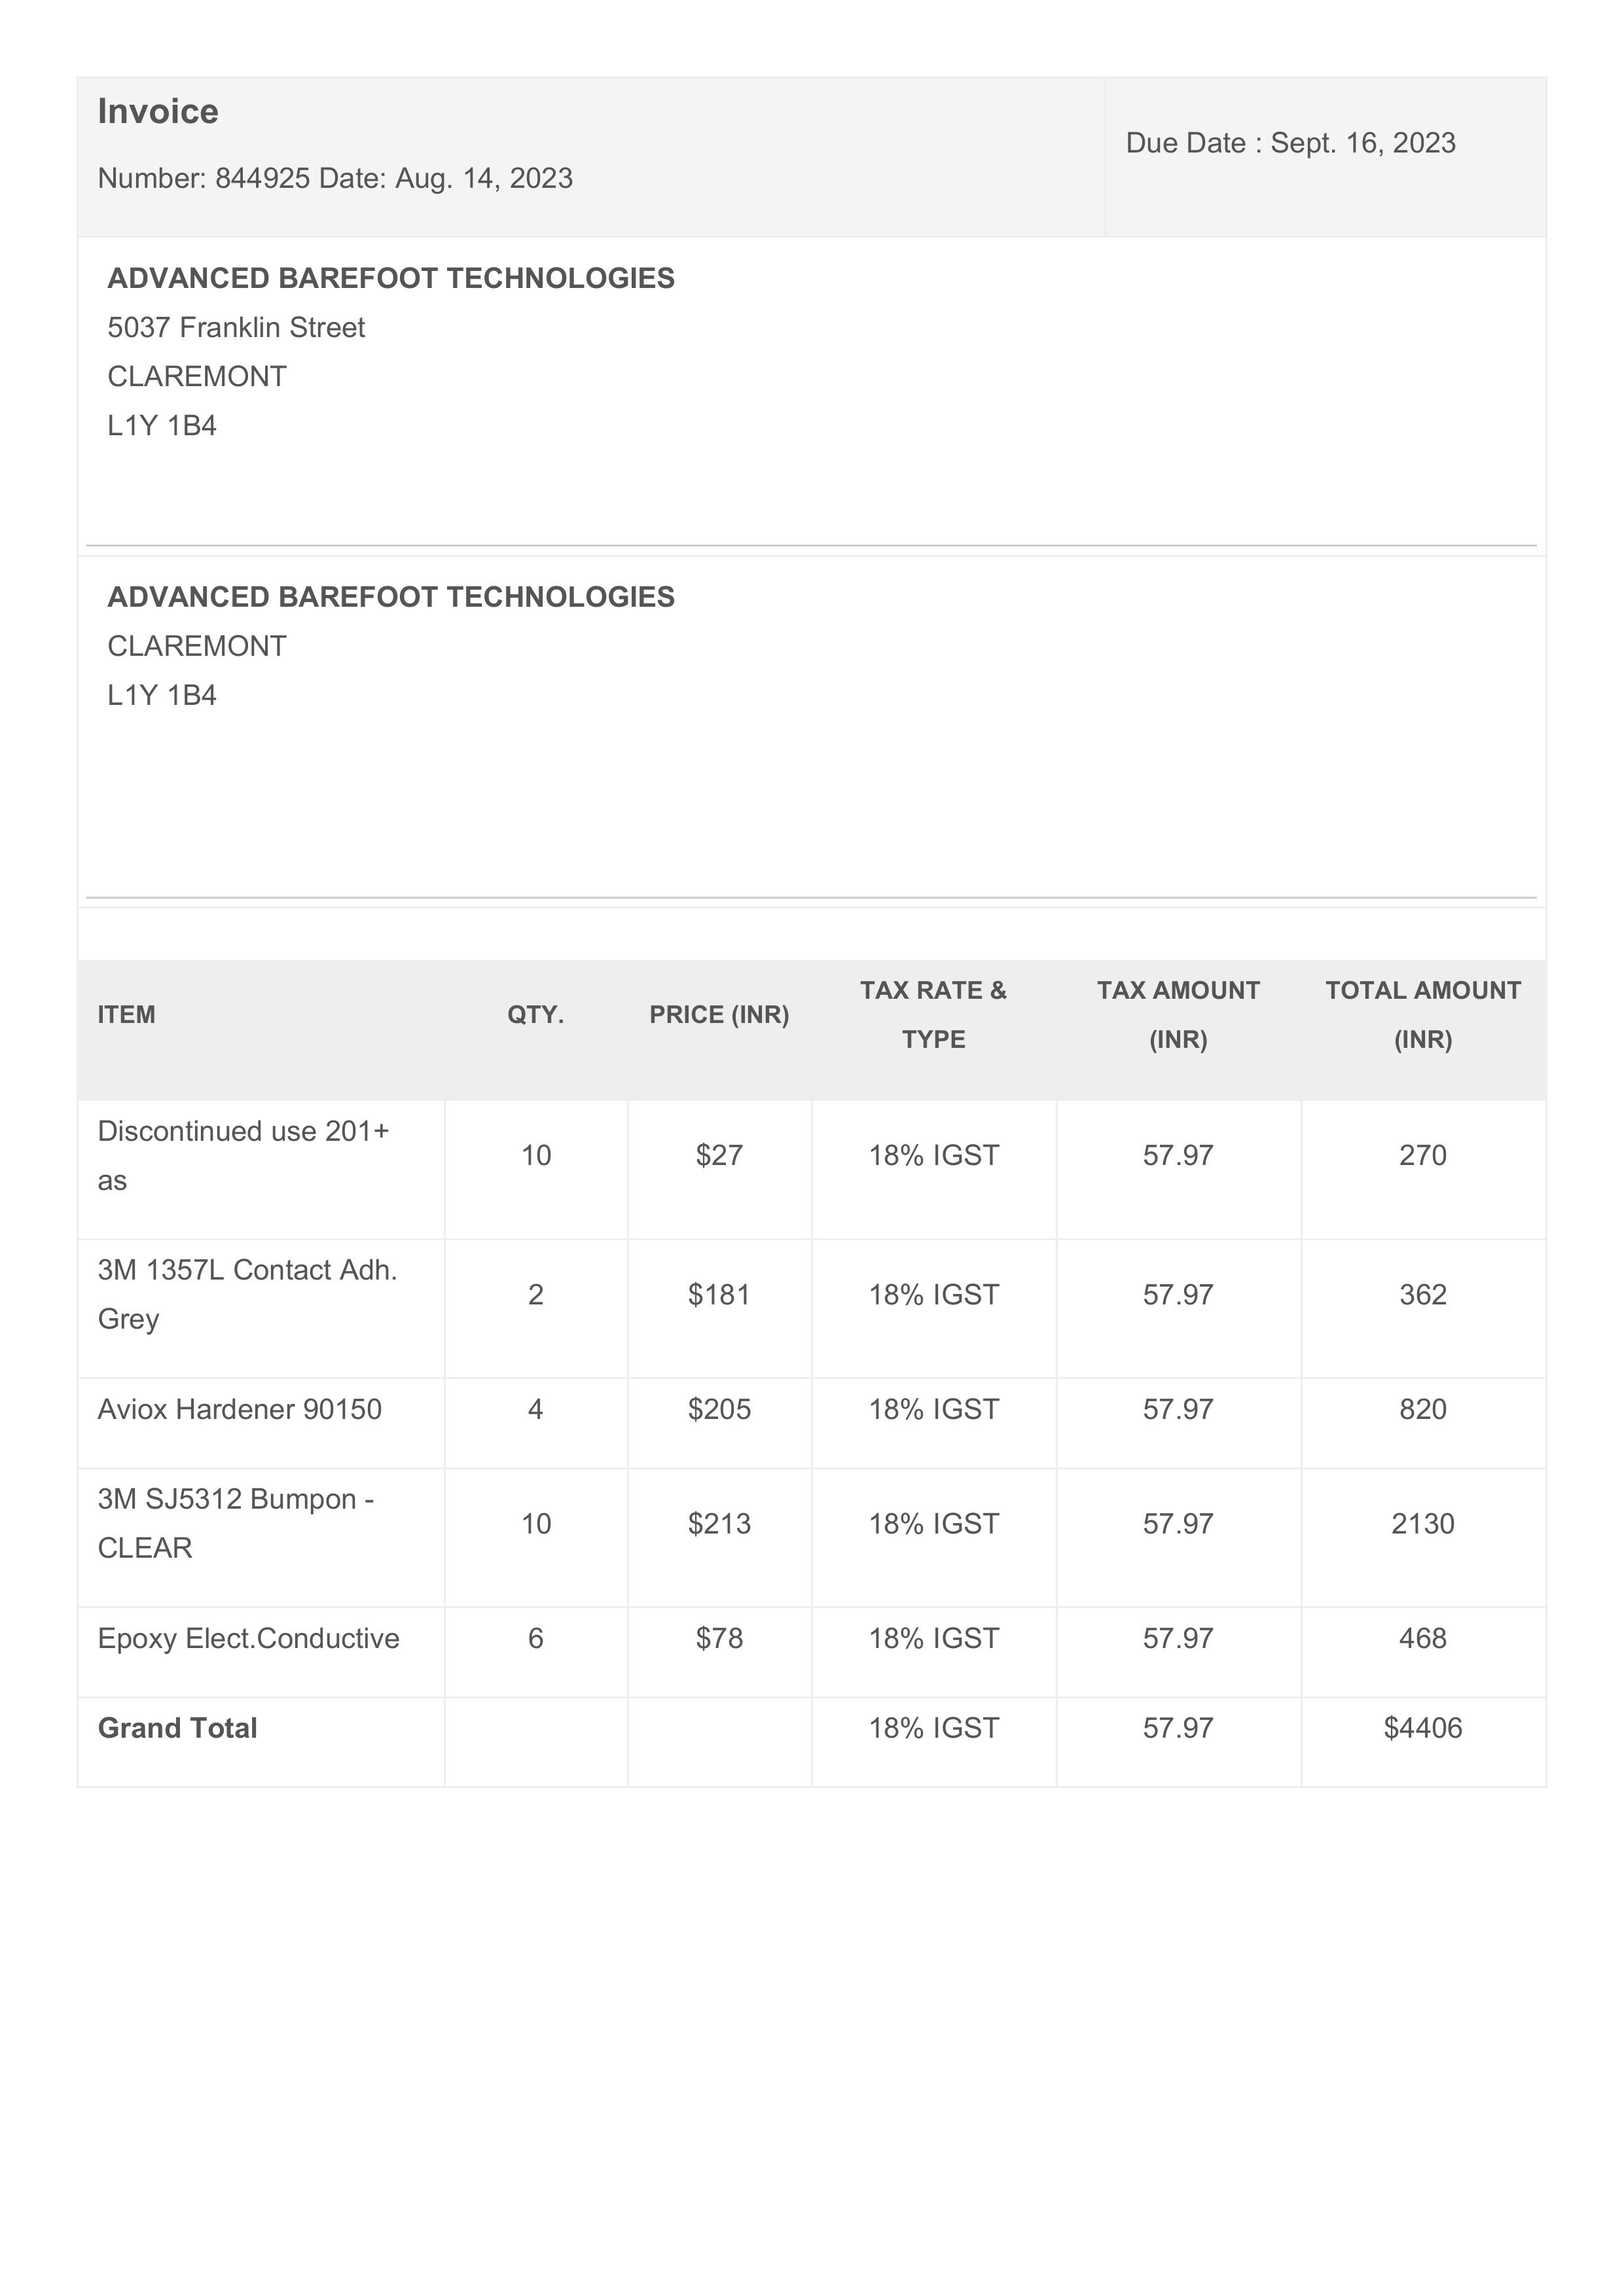 Invoice
Number: 844925 Date: Aug. 14, 2023
Due Date : Sept. 16, 2023
ADVANCED BAREFOOT TECHNOLOGIES
5037 Franklin Street
CLAREMONT
L1Y 1B4
ADVANCED BAREFOOT TECHNOLOGIES
CLAREMONT
L1Y 1B4
ITEM QTY. PRICE (INR) TAX RATE & TYPE TAX AMOUNT (INR) TOTAL AMOUNT (INR)
Discontinued use 201+ as 10 $27 18% IGST 57.97 270
3M 1357L Contact Adh. Grey 2 $181 18% IGST 57.97 362
Aviox Hardener 90150 4 $205 18% IGST 57.97 820
3M SJ5312 Bumpon - CLEAR 10 $213 18% IGST 57.97 2130
Epoxy Elect.Conductive 6 $78 18% IGST 57.97 468
Grand Total 18% IGST 57.97 $4406